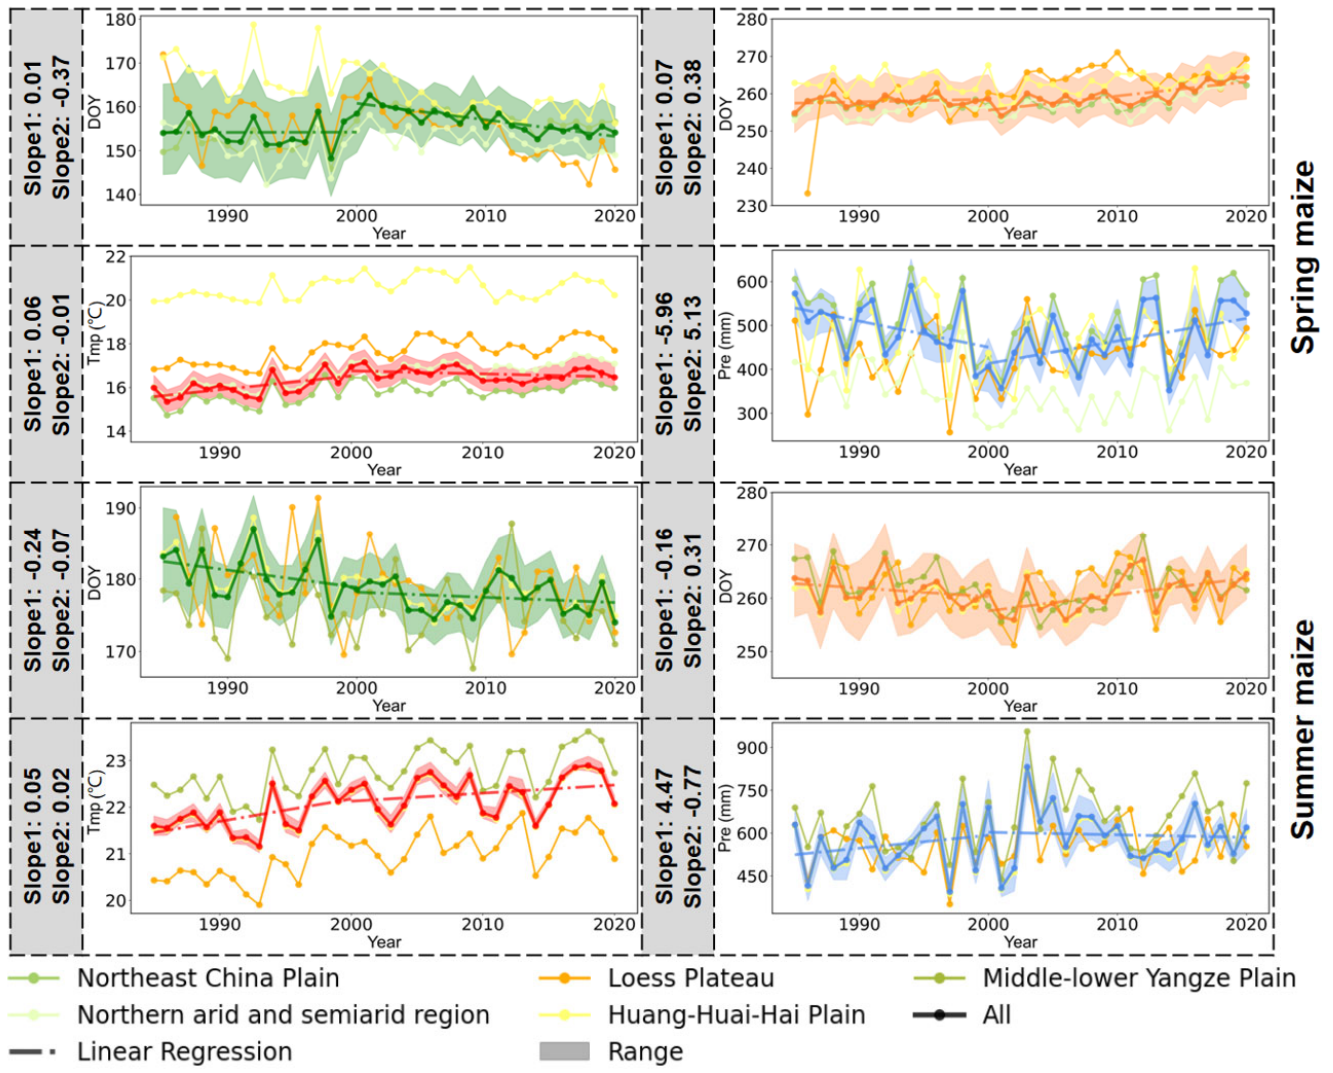 Slope1: 0.01
Slope2: -0.37
180
170
160
150
140
DOY
1990
2000
2010
2020
Year
Slope1: 0.07
Slope2: 0.38
280
270
260
250
240
230
DOY
1990
2000
2010
2020
Year
Spring maize
Slope1: 0.06
Slope2: -0.01
22
20
18
16
14
Tmp (℃)
1990
2000
2010
2020
Year
Slope1: -5.96
Slope2: 5.13
600
500
400
300
Pre (mm)
1990
2000
2010
2020
Year
Slope1: -0.24
Slope2: -0.07
190
180
170
DOY
1990
2000
2010
2020
Year
Slope1: -0.16
Slope2: 0.31
280
270
260
250
DOY
1990
2000
2010
2020
Year
Summer maize
Slope1: 0.05
Slope2: 0.02
23
22
21
20
Tmp (℃)
1990
2000
2010
2020
Year
Slope1: 4.47
Slope2: -0.77
900
750
600
450
Pre (mm)
1990
2000
2010
2020
Year
Northeast China Plain
Loess Plateau
Middle-lower Yangze Plain
Northern arid and semiarid region
Huang-Huai-Hai Plain
All
Linear Regression
Range